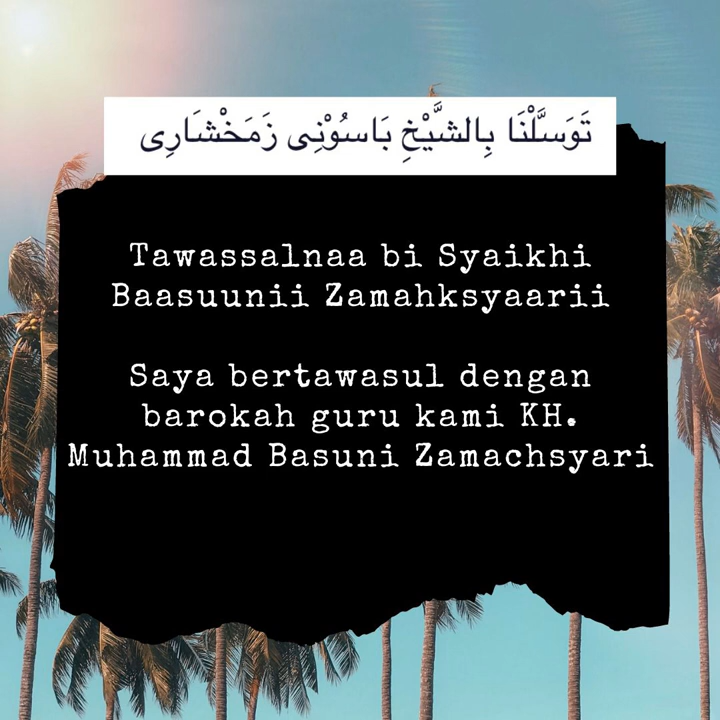 تَوَسَّلْنَا بِالشَّيْخِ بَاسُوْنِى زَمَخْشَارِى
Tawassalnaa bi Syaikhi
Baasuunii Zamahksyaarii
Saya bertawasul dengan
barokah guru kami KH.
Muhammad Basuni Zamachsyari